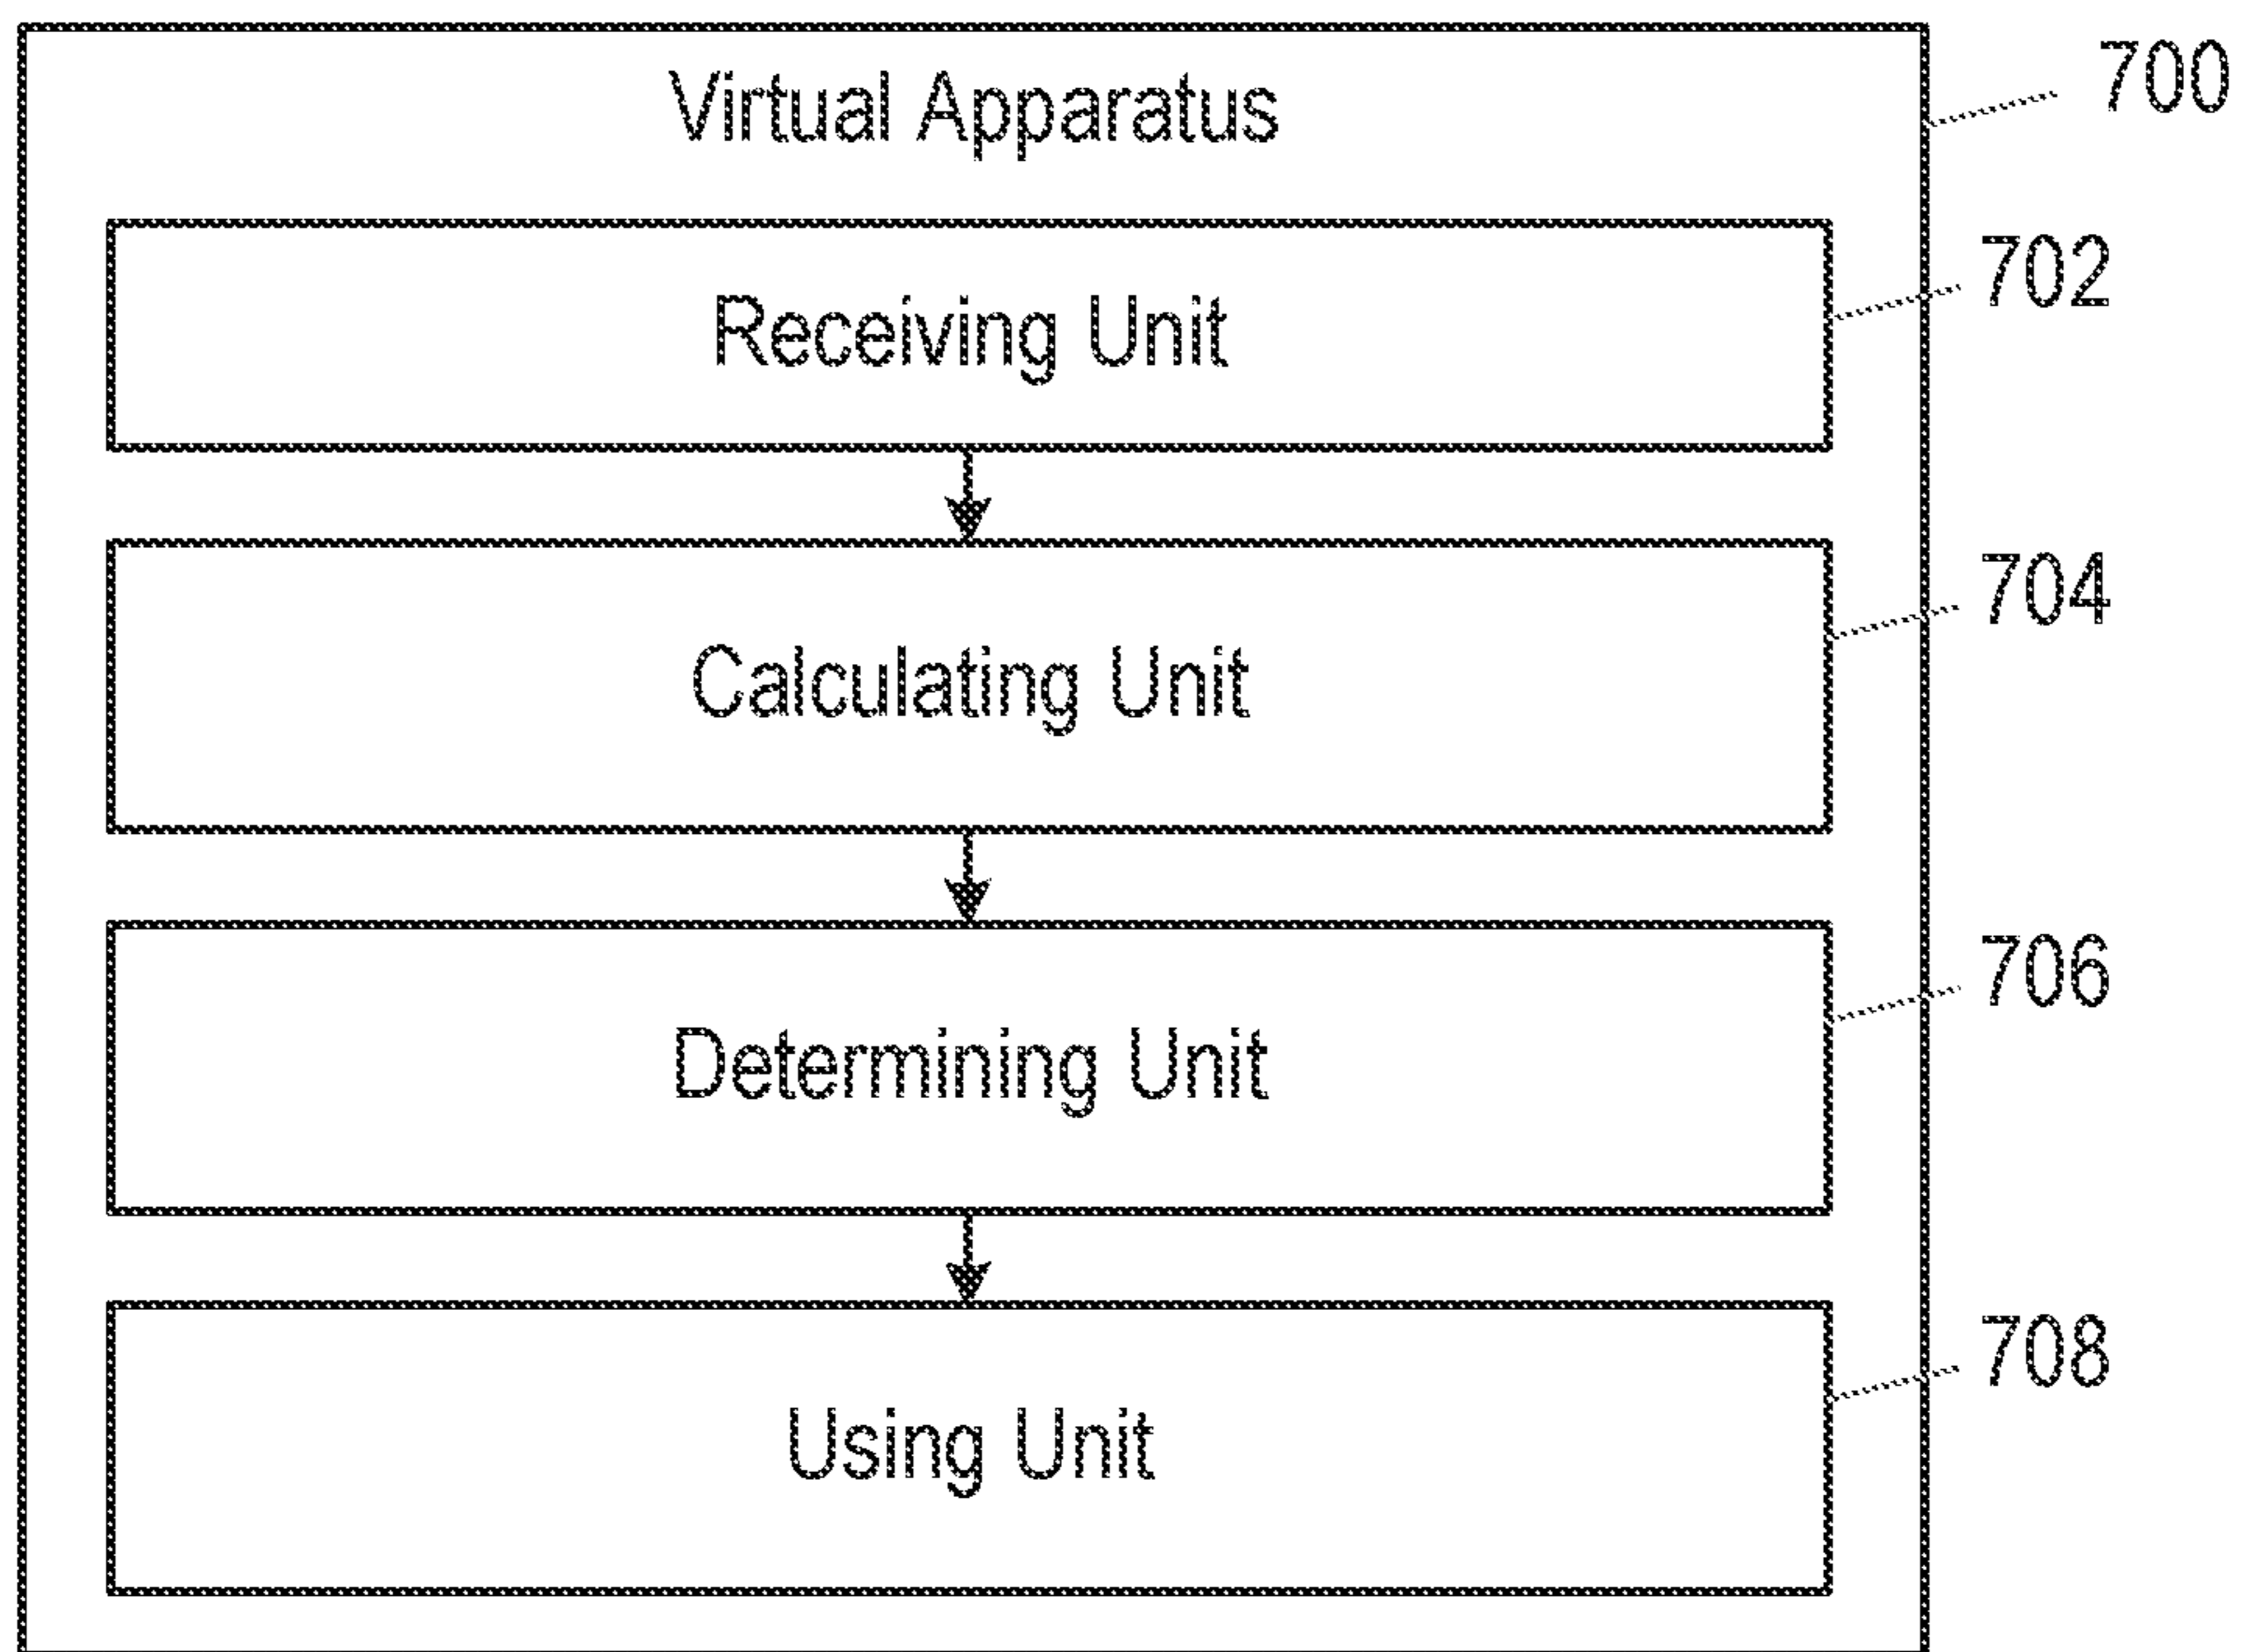 Virtual Apparatus
700
Receiving Unit
702
Calculating Unit
704
Determining Unit
706
Using Unit
708